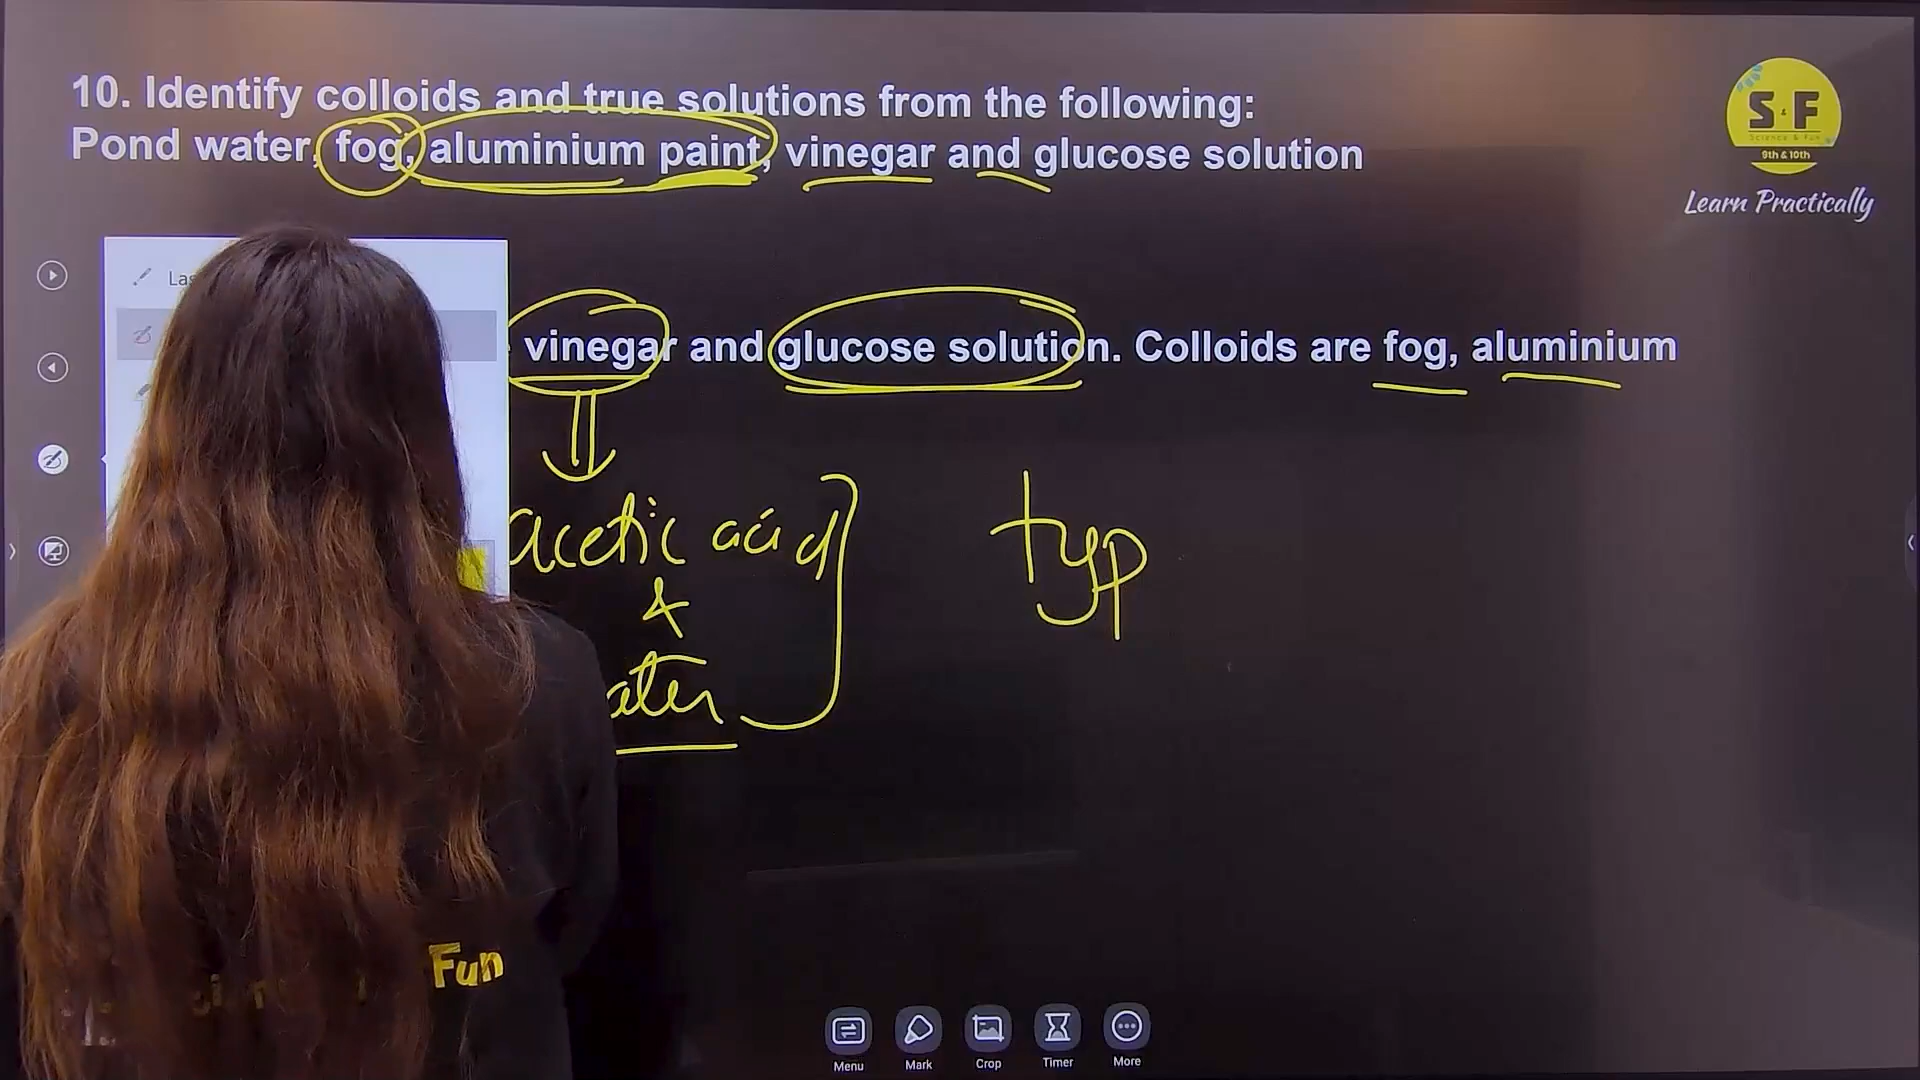 10. Identify colloids and true solutions from the following:
Pond water, fog, aluminium paint, vinegar and glucose solution
S & F
Science & Fun
9th & 10th
Learn Practically
vinegar and glucose solution. Colloids are fog, aluminium
acetic acid
&
ater
typ
Fun
Menu
Mark
Crop
Timer
More